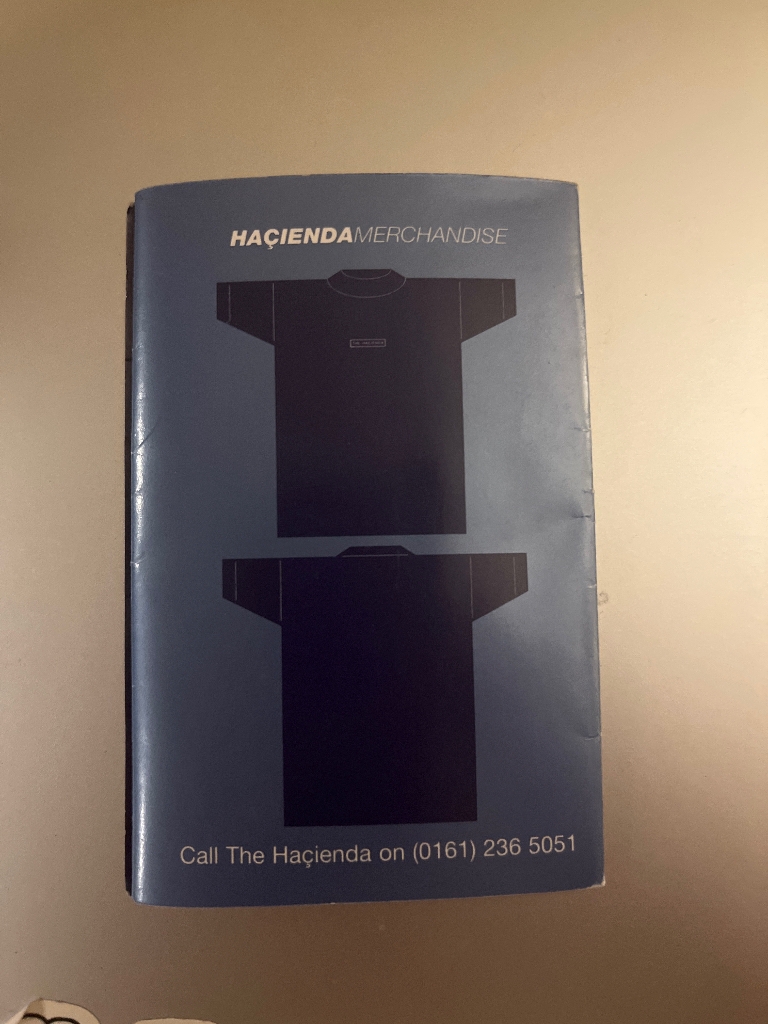 HAÇIENDAMERCHANDISE
Call The Haçienda on (0161) 236 5051